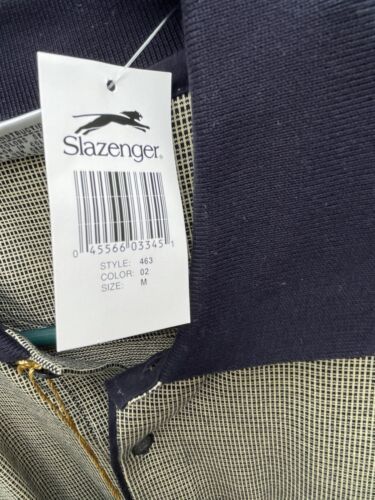 Slazenger®
0 45566 03345 1
STYLE: 463
COLOR: 02
SIZE: M